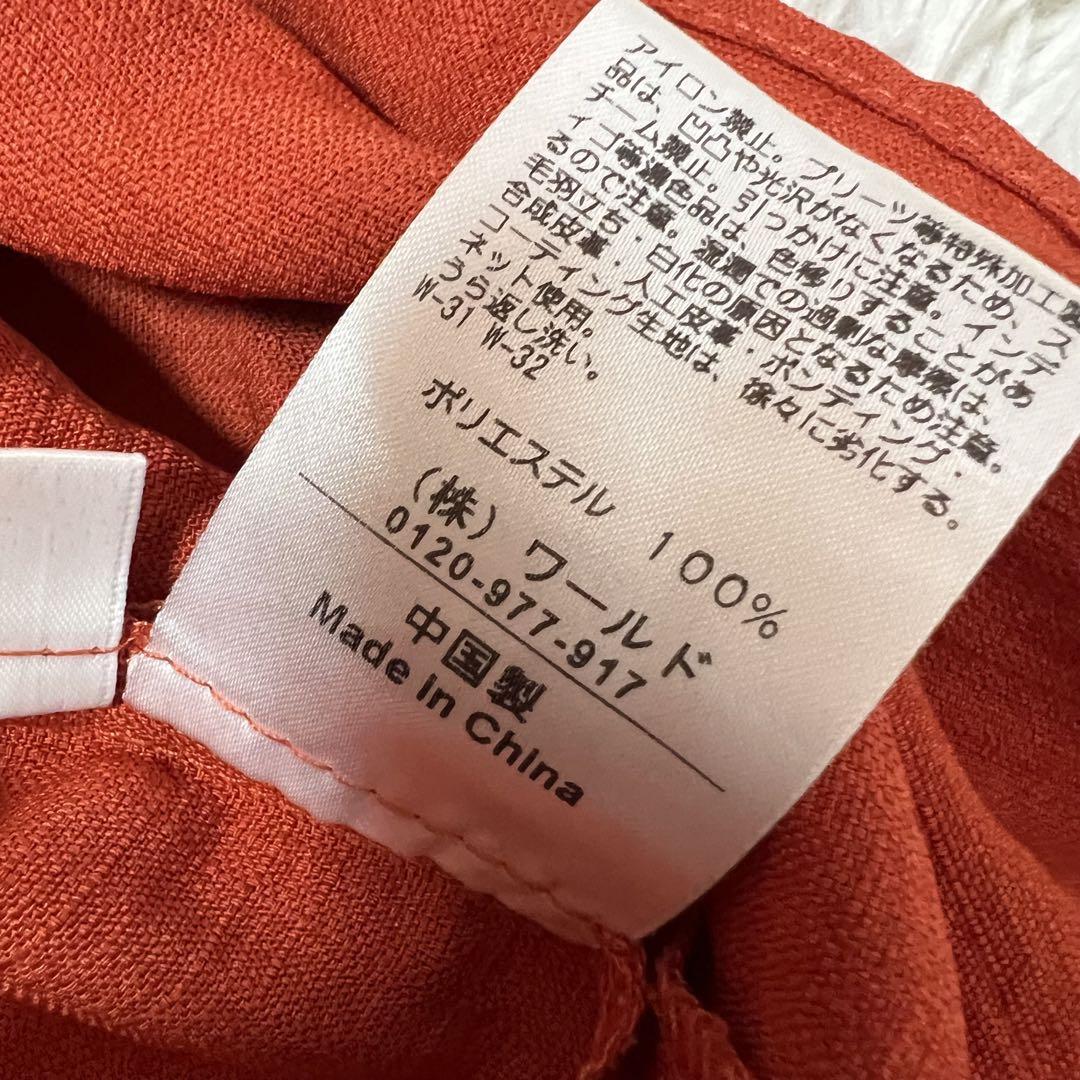 アイロン禁止。プリーツ等特殊加工製
品は、凹凸や光沢がなくなるため、ス
チーム禁止。引っかけに注意。インデ
ィゴ等濃色品は、色移りすることがあ
るので注意。湿潤での過剰な摩擦は、
毛羽立ち・白化の原因となるため注意。
合成皮革・人工皮革・ボンディング・
コーティング生地は、徐々に劣化する。
ネット使用。
うら返し洗い。
W-31 W-32
ポリエステル 100%
(株)ワールド
0120-977-917
中国製
Made in China